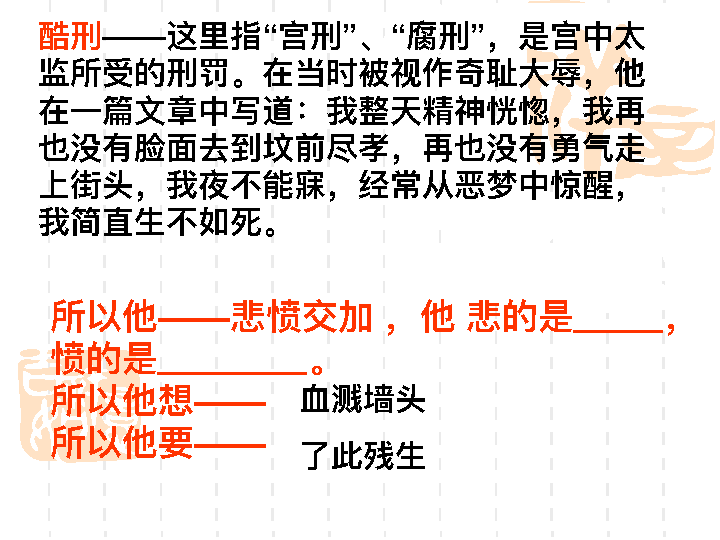 酷刑——这里指“宫刑”、“腐刑”，是宫中太
监所受的刑罚。在当时被视作奇耻大辱，他
在一篇文章中写道：我整天精神恍惚，我再
也没有脸面去到坟前尽孝，再也没有勇气走
上街头，我夜不能寐，经常从恶梦中惊醒，
我简直生不如死。
所以他——悲愤交加 ，他 悲的是_____，
愤的是________。
所以他想—— 血溅墙头
所以他要—— 了此残生